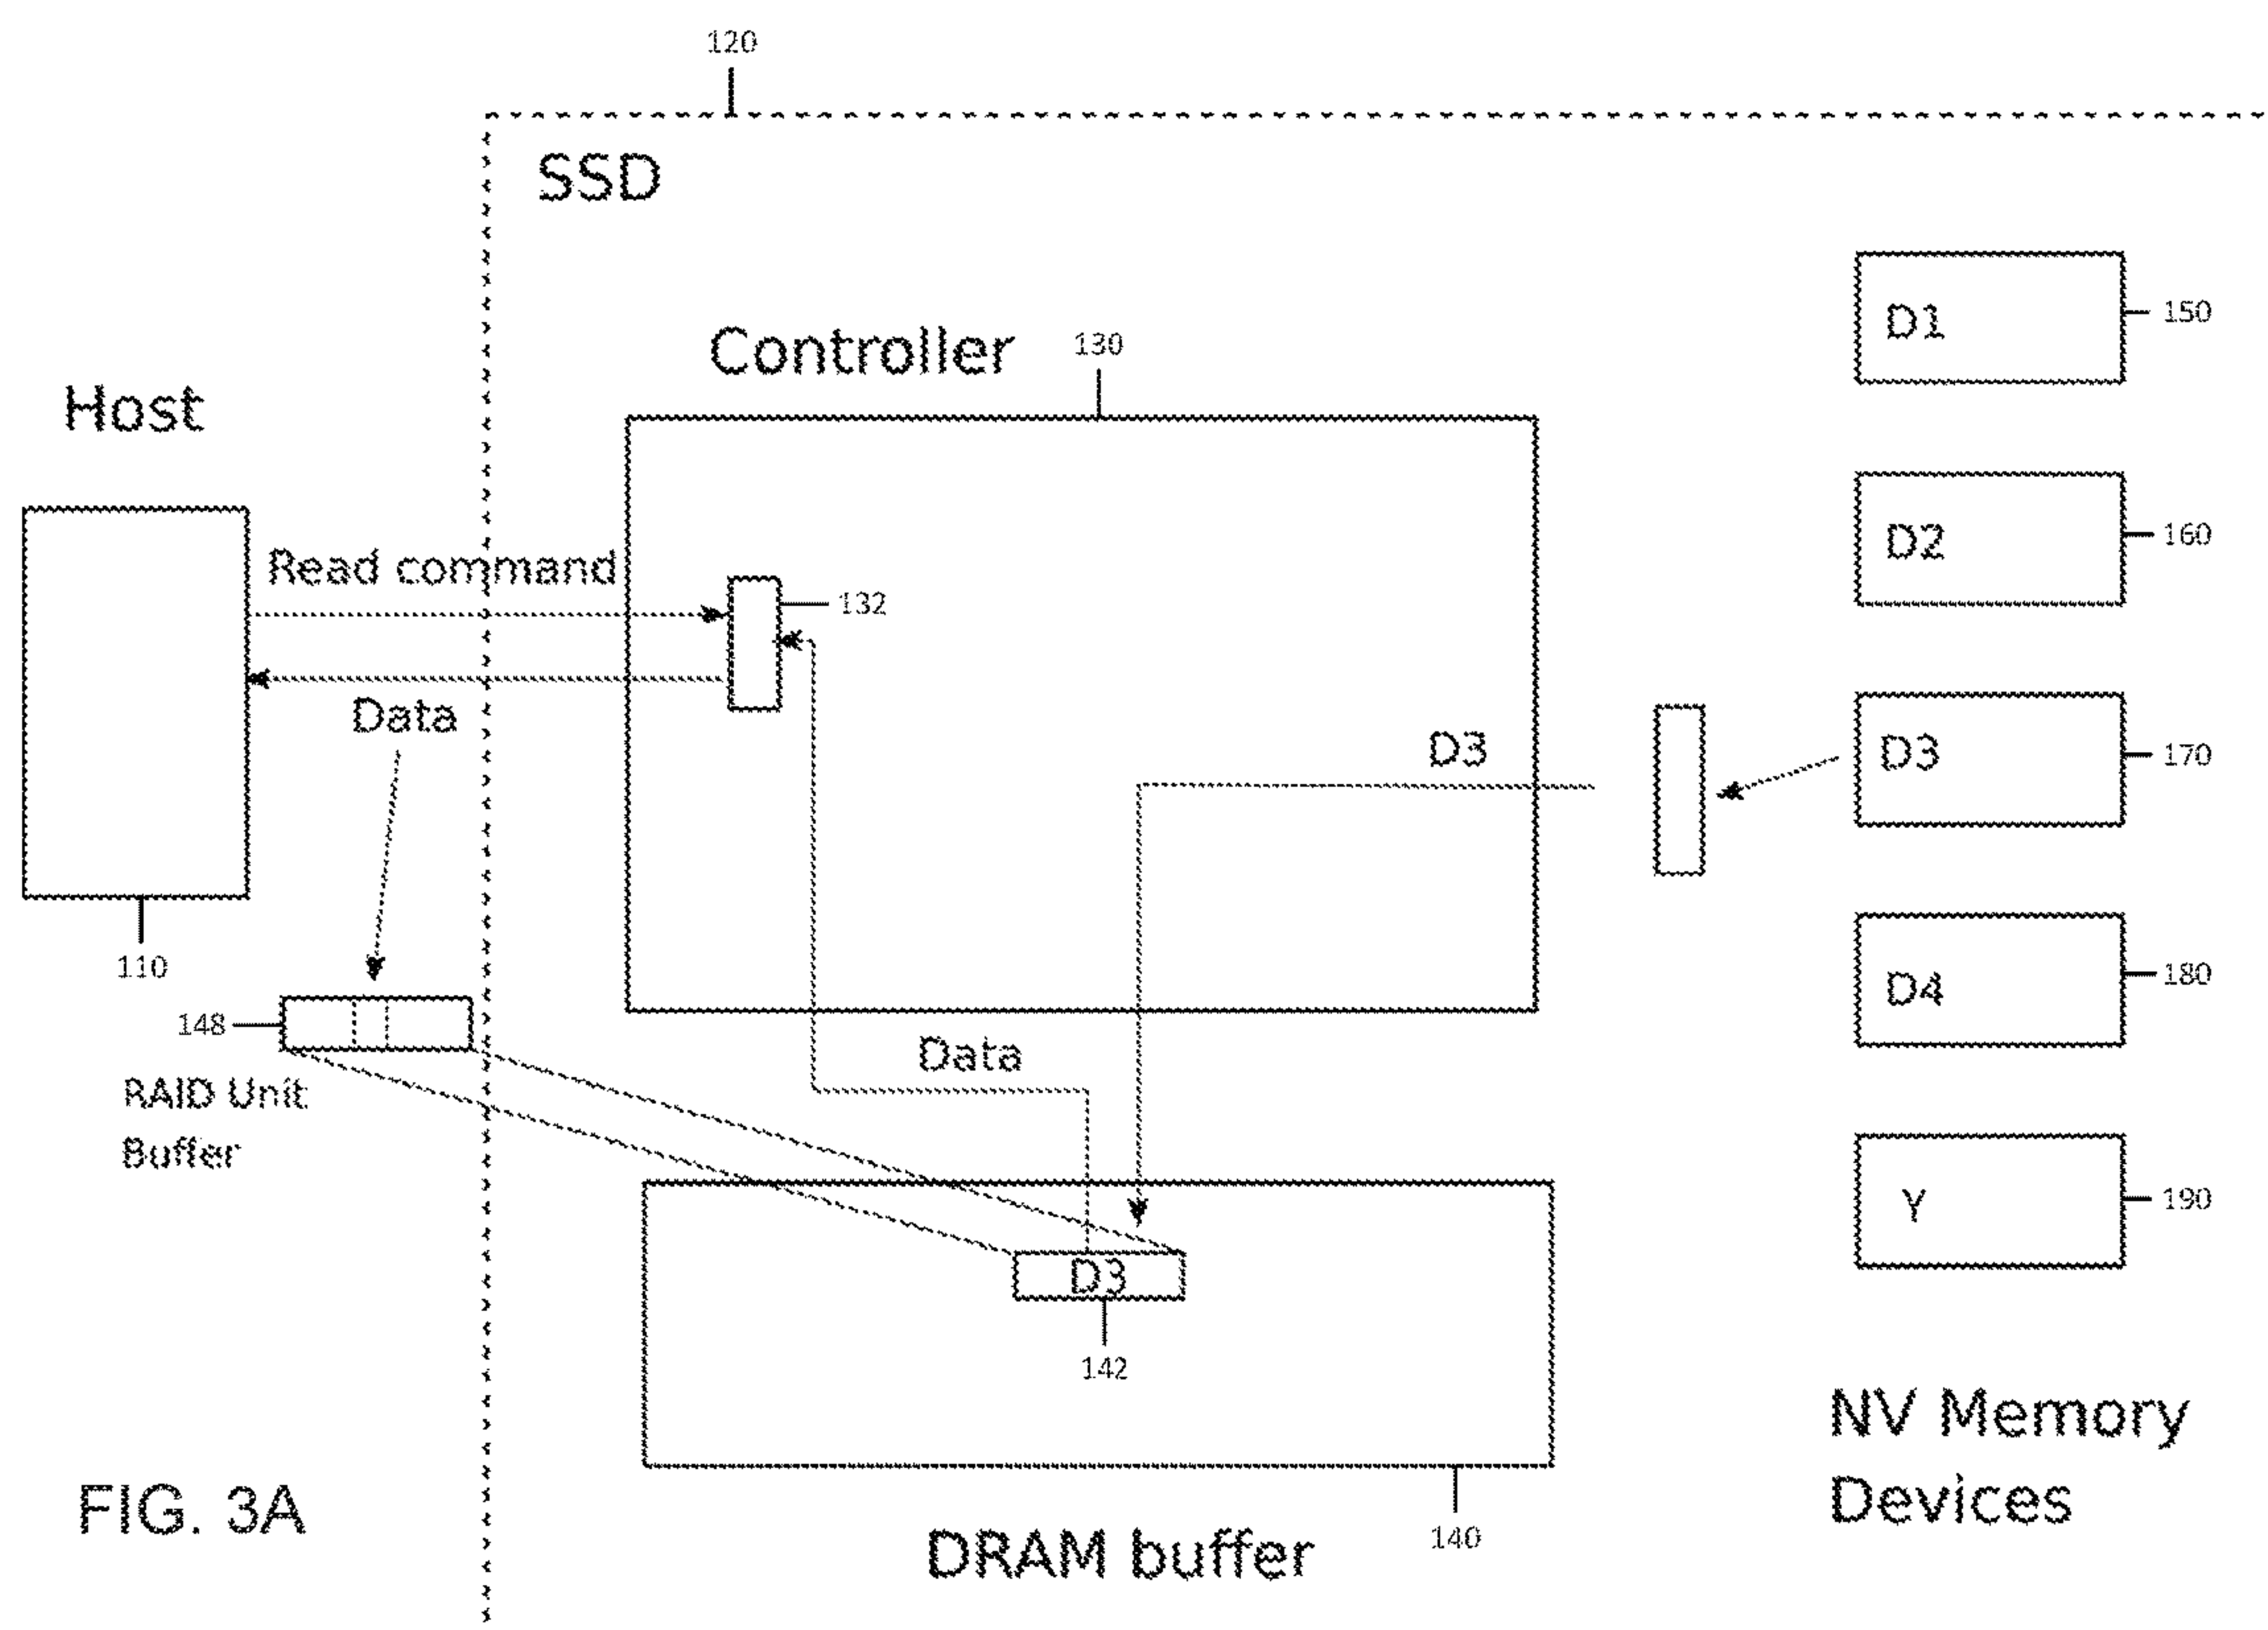 120
SSD
Controller
130
Host
Read command
132
Data
110
148
RAID Unit
Buffer
D3
Data
D3
142
140
DRAM buffer
D1
150
D2
160
D3
170
D4
180
Y
190
NV Memory
Devices
FIG. 3A